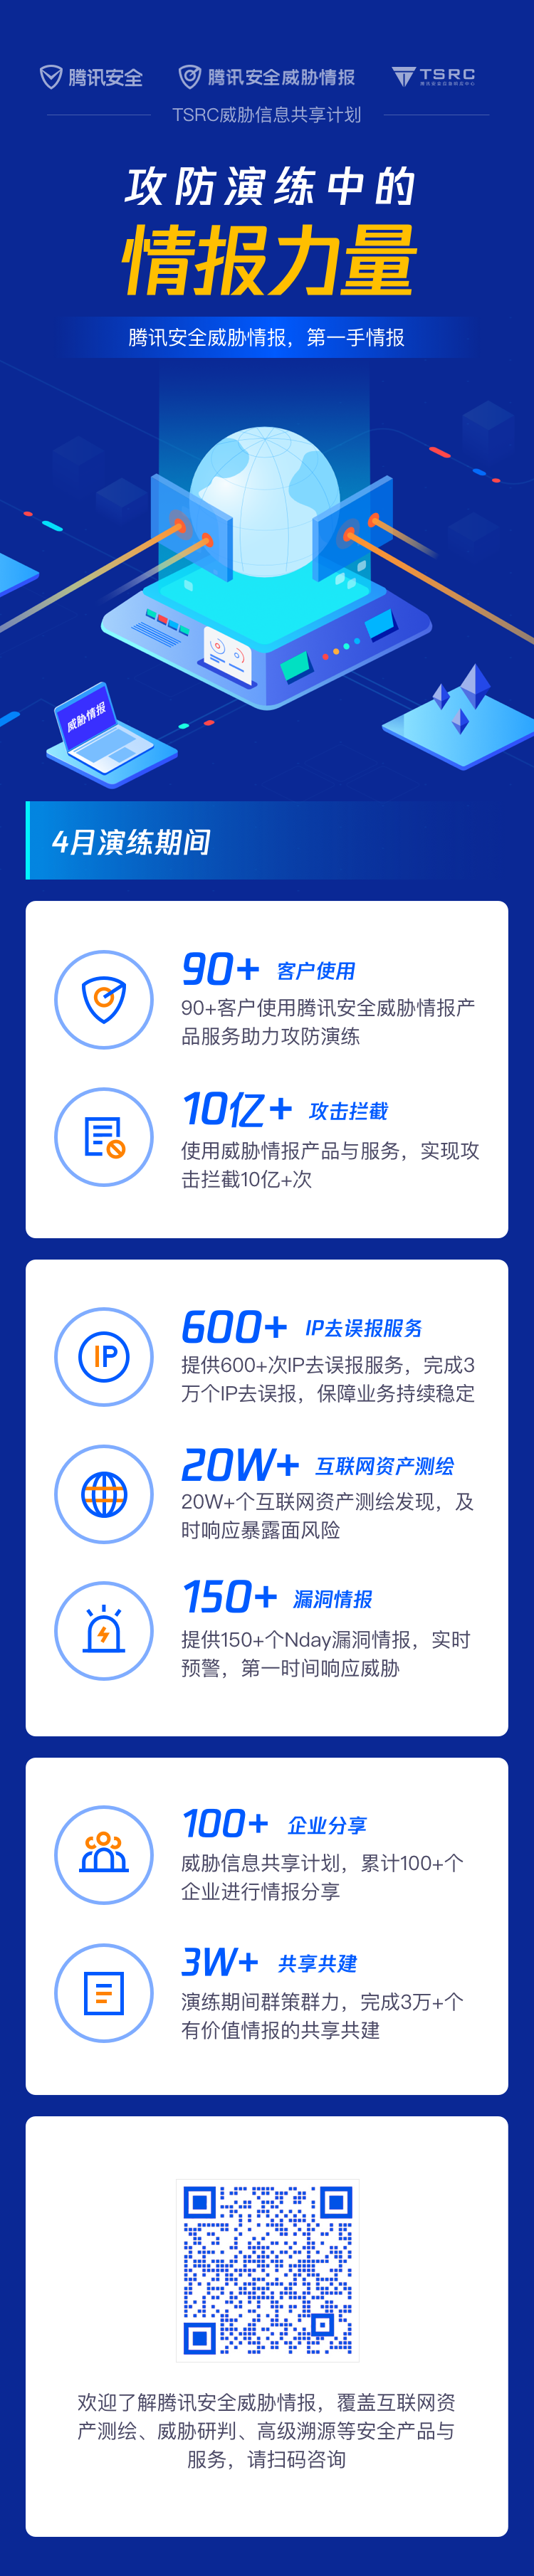 腾讯安全
腾讯安全威胁情报
TSRC
TSRC威胁信息共享计划
攻防演练中的
情报力量
腾讯安全威胁情报，第一手情报
威胁情报
4月演练期间
90+ 客户使用
90+客户使用腾讯安全威胁情报产
品服务助力攻防演练
10亿+ 攻击拦截
使用威胁情报产品与服务，实现攻
击拦截10亿+次
IP
600+ IP去误报服务
提供600+次IP去误报服务，完成3
万个IP去误报，保障业务持续稳定
20W+ 互联网资产测绘
20W+个互联网资产测绘发现，及
时响应暴露面风险
150+ 漏洞情报
提供150+个Nday漏洞情报，实时
预警，第一时间响应威胁
100+ 企业分享
威胁信息共享计划，累计100+个
企业进行情报分享
3W+ 共享共建
演练期间群策群力，完成3万+个
有价值情报的共享共建
欢迎了解腾讯安全威胁情报，覆盖互联网资
产测绘、威胁研判、高级溯源等安全产品与
服务，请扫码咨询